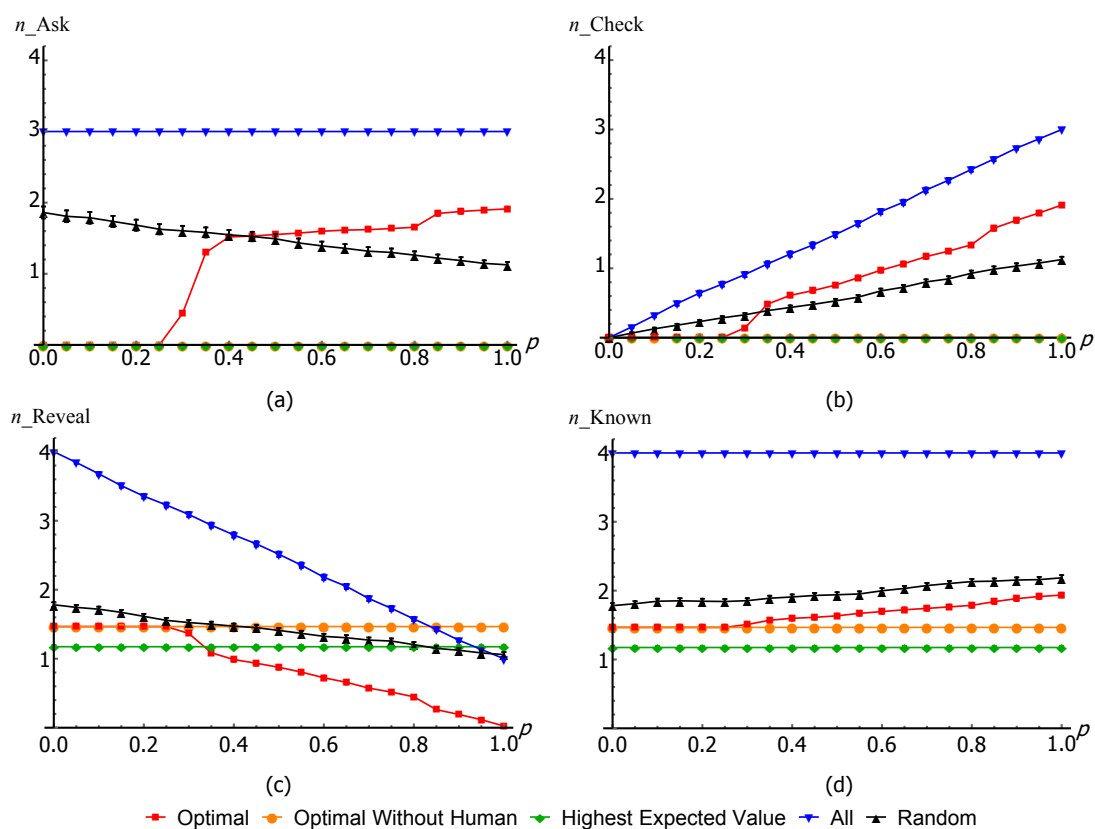 n_Ask
n_Check
4
3
2
1
0.0 0.2 0.4 0.6 0.8 1.0 p
4
3
2
1
0.0 0.2 0.4 0.6 0.8 1.0 p
(a)
(b)
n_Reveal
n_Known
4
3
2
1
0.0 0.2 0.4 0.6 0.8 1.0 p
4
3
2
1
0.0 0.2 0.4 0.6 0.8 1.0 p
(c)
(d)
Optimal Optimal Without Human Highest Expected Value All Random